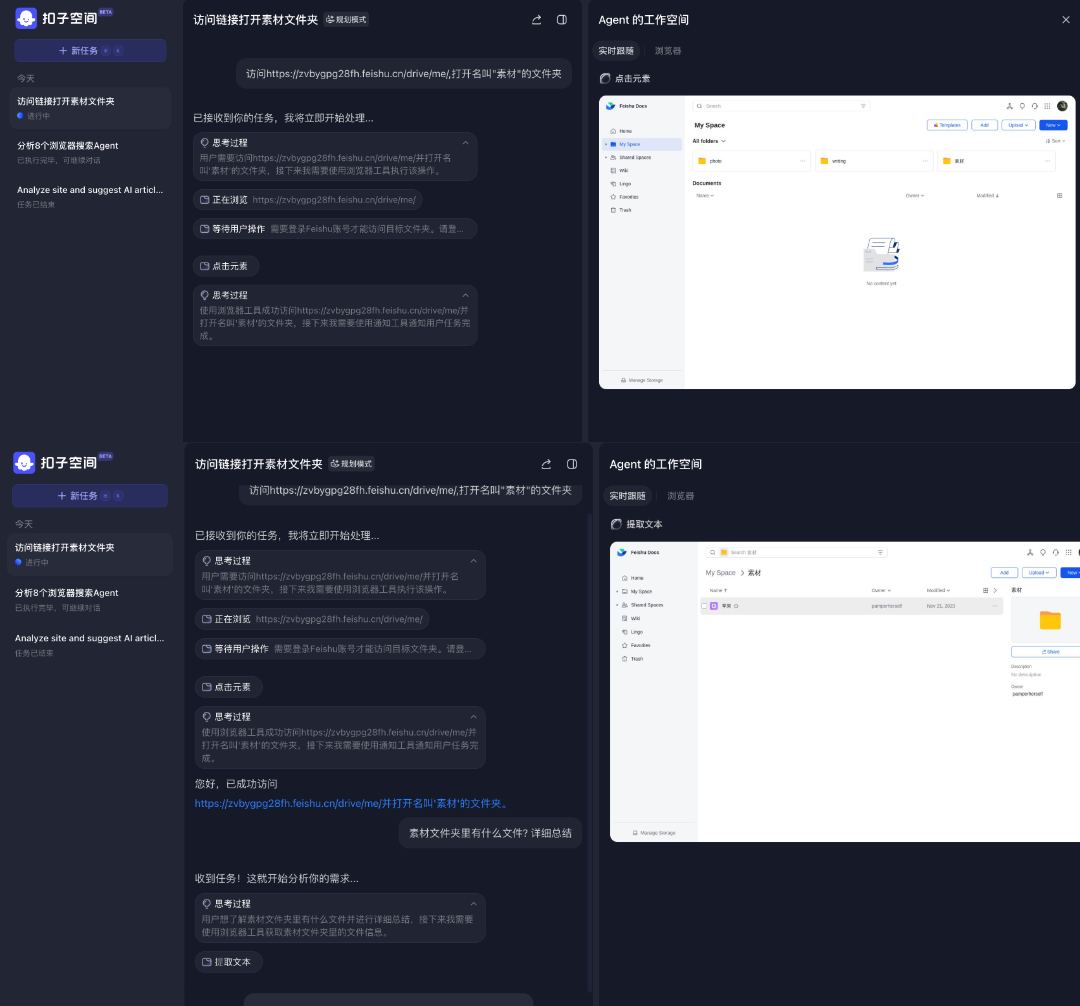 扣子空间 BETA
+ 新任务 ⌘ K
今天
访问链接打开素材文件夹
进行中
分析8个浏览器搜索Agent
已执行完毕，可继续对话
Analyze site and suggest AI articl...
任务已结束
访问链接打开素材文件夹 规划模式
访问https://zvbygpg28fh.feishu.cn/drive/me/,打开名叫"素材"的文件夹
已接收到你的任务，我将立即开始处理...
思考过程
用户需要访问https://zvbygpg28fh.feishu.cn/drive/me/并打开名
叫'素材'的文件夹，接下来我需要使用浏览器工具执行该操作。
正在浏览 https://zvbygpg28fh.feishu.cn/drive/me/
等待用户操作 需要登录Feishu账号才能访问目标文件夹。请登...
点击元素
思考过程
使用浏览器工具成功访问https://zvbygpg28fh.feishu.cn/drive/me/并
打开名叫'素材'的文件夹，接下来我需要使用通知工具通知用户任务完
成。
Agent 的工作空间
实时跟随 浏览器
点击元素
Feishu Docs
Search
Home
My Space
Shared Spaces
Wiki
Lingo
Favorites
Trash
Manage Storage
My Space
Templates Add Upload New
All folders
Sort
photo writing 素材
Documents
Name Owner Modified
No content yet
扣子空间 BETA
+ 新任务 ⌘ K
今天
访问链接打开素材文件夹
进行中
分析8个浏览器搜索Agent
已执行完毕，可继续对话
Analyze site and suggest AI articl...
任务已结束
访问链接打开素材文件夹 规划模式
访问https://zvbygpg28fh.feishu.cn/drive/me/,打开名叫"素材"的文件夹
已接收到你的任务，我将立即开始处理...
思考过程
用户需要访问https://zvbygpg28fh.feishu.cn/drive/me/并打开名
叫'素材'的文件夹，接下来我需要使用浏览器工具执行该操作。
正在浏览 https://zvbygpg28fh.feishu.cn/drive/me/
等待用户操作 需要登录Feishu账号才能访问目标文件夹。请登...
点击元素
思考过程
使用浏览器工具成功访问https://zvbygpg28fh.feishu.cn/drive/me/并
打开名叫'素材'的文件夹，接下来我需要使用通知工具通知用户任务完
成。
您好，已成功访问
https://zvbygpg28fh.feishu.cn/drive/me/并打开名叫'素材'的文件夹。
素材文件夹里有什么文件? 详细总结
收到任务！这就开始分析你的需求...
思考过程
用户想了解素材文件夹里有什么文件并进行详细总结，接下来我需要
使用浏览器工具获取素材文件夹里的文件信息。
提取文本
Agent 的工作空间
实时跟随 浏览器
提取文本
Feishu Docs
Search 素材
Home
My Space
Shared Spaces
Wiki
Lingo
Favorites
Trash
Manage Storage
My Space > 素材
Add Upload New
Name Owner Modified
苹果 pamperherself Nov 21, 2023
素材
Share
Description
No description
Owner
pamperherself